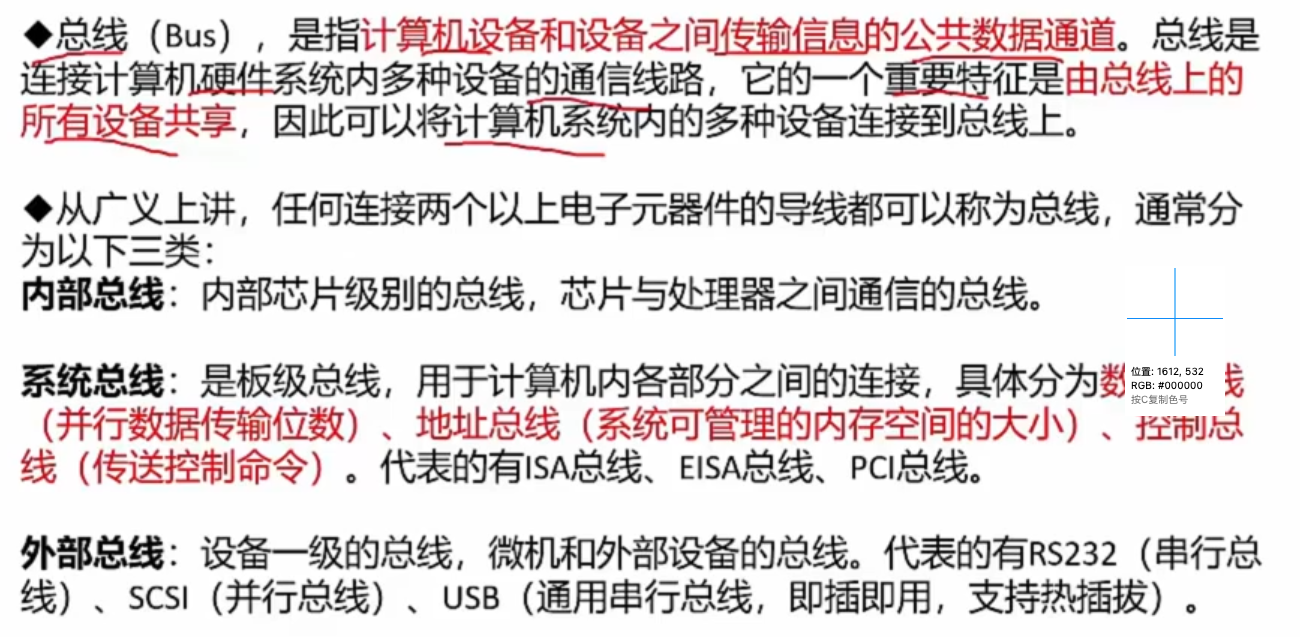 ◆总线（Bus），是指计算机设备和设备之间传输信息的公共数据通道。总线是
连接计算机硬件系统内多种设备的通信线路，它的一个重要特征是由总线上的
所有设备共享，因此可以将计算机系统内的多种设备连接到总线上。
◆从广义上讲，任何连接两个以上电子元器件的导线都可以称为总线，通常分
为以下三类：
内部总线：内部芯片级别的总线，芯片与处理器之间通信的总线。
系统总线：是板级总线，用于计算机内各部分之间的连接，具体分为数 线
（并行数据传输位数）、地址总线（系统可管理的内存空间的大小）、控制总
线（传送控制命令）。代表的有ISA总线、EISA总线、PCI总线。
外部总线：设备一级的总线，微机和外部设备的总线。代表的有RS232（串行总
线）、SCSI（并行总线）、USB（通用串行总线，即插即用，支持热插拔）。
位置: 1612, 532
RGB: #000000
按C复制色号